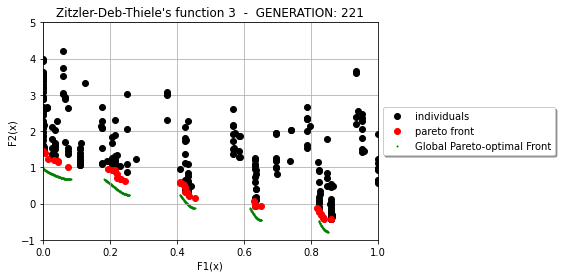 Zitzler-Deb-Thiele's function 3 - GENERATION: 221
5
4
3
2
1
0
−1
F2(x)
0.0 0.2 0.4 0.6 0.8 1.0
F1(x)
individuals
pareto front
Global Pareto-optimal Front